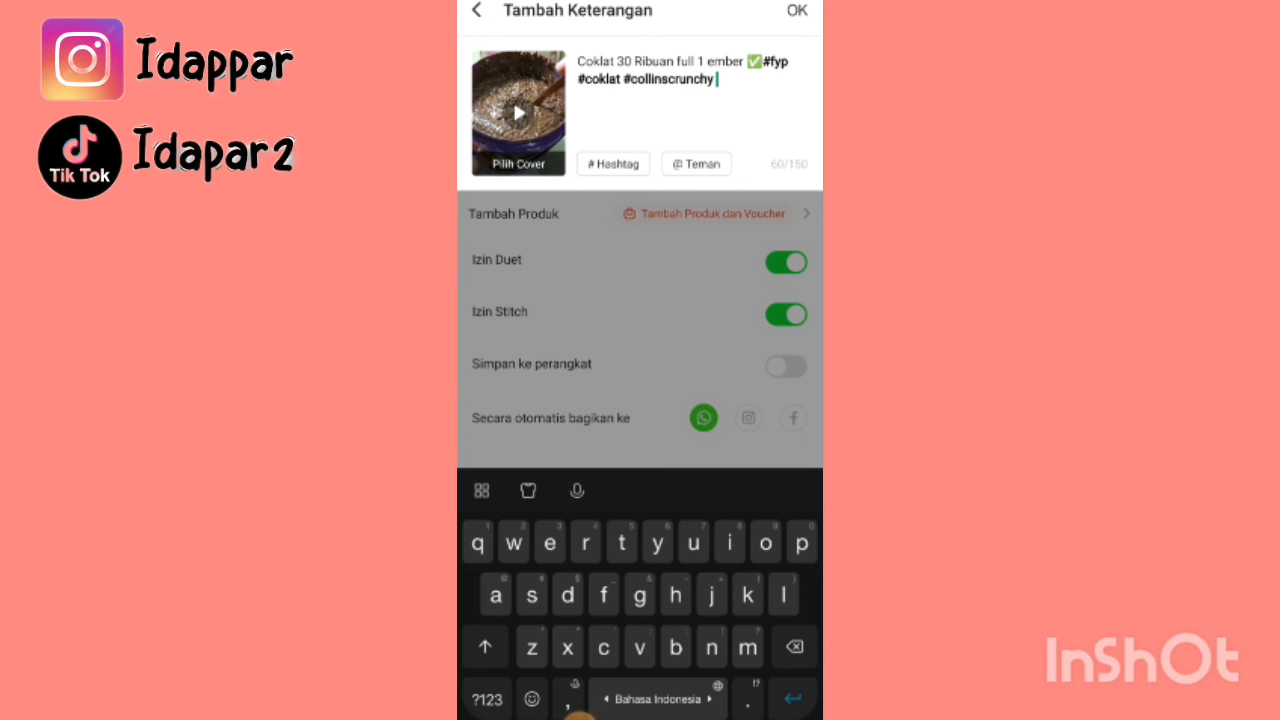 Idappar
Tik Tok
Idapar2
Tambah Keterangan
OK
Coklat 30 Ribuan full 1 ember ✅#fyp
#coklat #collinscrunchy
Pilih Cover
# Hashtag
@ Teman
60/150
Tambah Produk
Tambah Produk dan Voucher
Izin Duet
Izin Stitch
Simpan ke perangkat
Secara otomatis bagikan ke
q w e r t y u i o p
a s d f g h j k l
z x c v b n m
?123
,
Bahasa Indonesia
.
InShOt